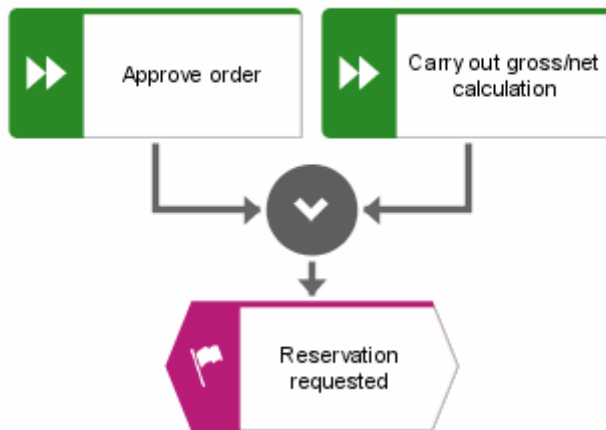 Approve order
Carry out gross/net
calculation
Reservation
requested